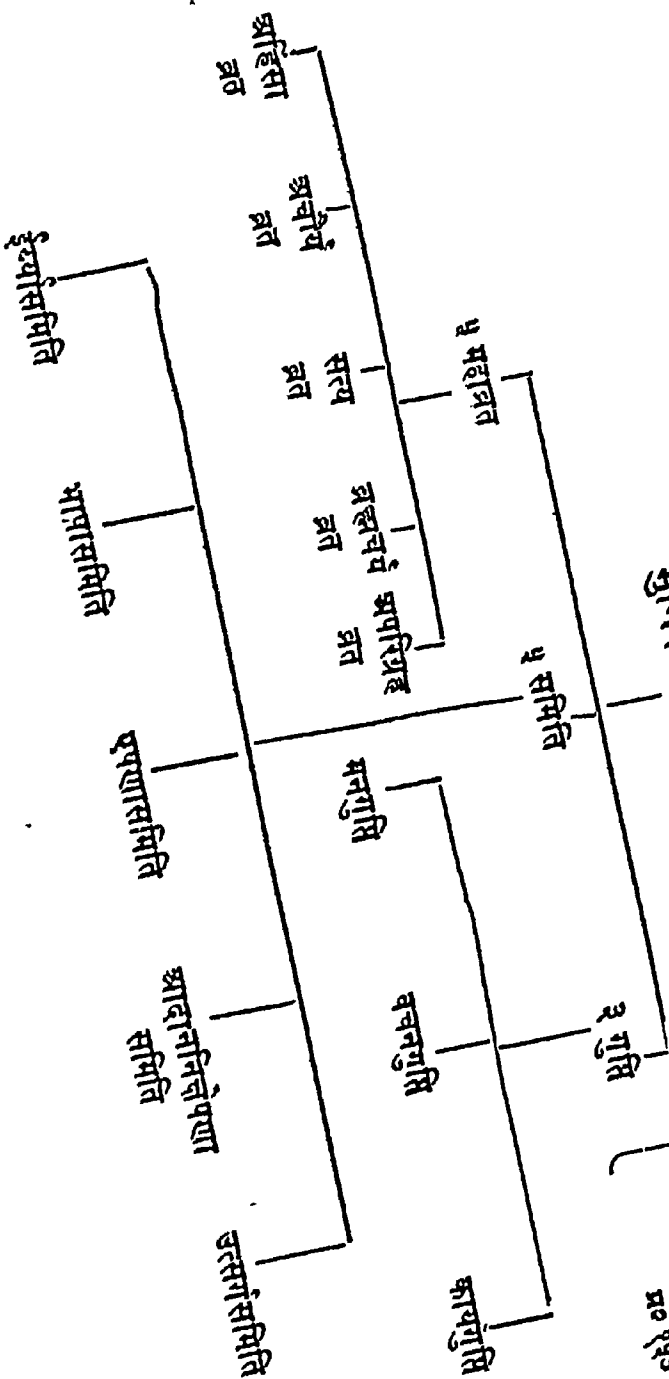 ५ महाव्रत
५ समिति
३ गुप्ति
अहिंसा
व्रत
अचौर्य
व्रत
सत्य
व्रत
ब्रह्मचर्य
व्रत
अपरिग्रह
व्रत
मनगुप्ति
वचनगुप्ति
कायगुप्ति
ईर्य्यासमिति
भाषासमिति
एषणासमिति
आदाननिक्षेपणा
समिति
उत्सर्गसमिति